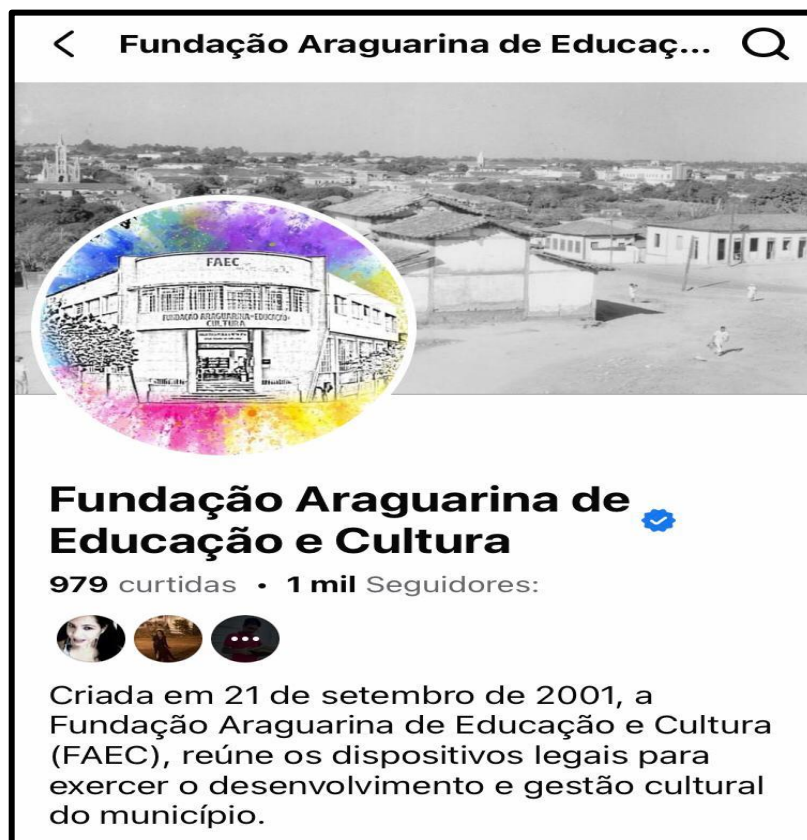 Fundação Araguarina de Educaç...
FAEC
FUNDAÇÃO ARAGUARINA-EDUCAÇÃO-
CULTURA
Fundação Araguarina de
Educação e Cultura
979 curtidas • 1 mil Seguidores:
Criada em 21 de setembro de 2001, a
Fundação Araguarina de Educação e Cultura
(FAEC), reúne os dispositivos legais para
exercer o desenvolvimento e gestão cultural
do município.